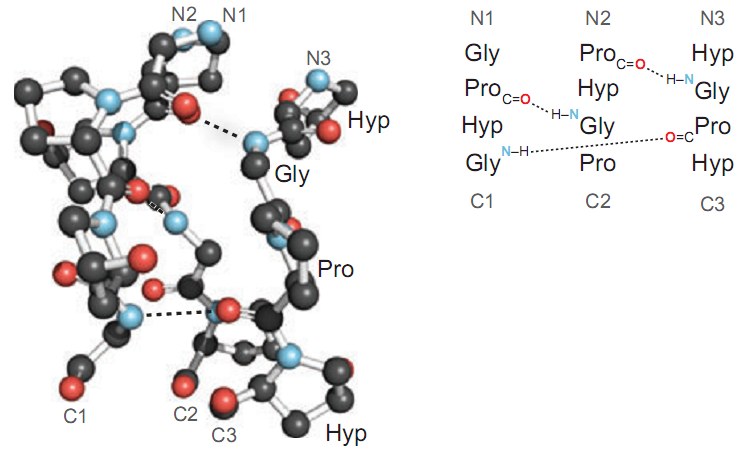 N2 N1
N3
Hyp
Gly
Pro
C1
C2
C3
Hyp
N1 N2 N3
Gly Pro C=O Hyp
H–N Gly
Pro C=O Hyp
H–N Gly O=C Pro
Hyp
Gly N–H Pro Hyp
C1 C2 C3